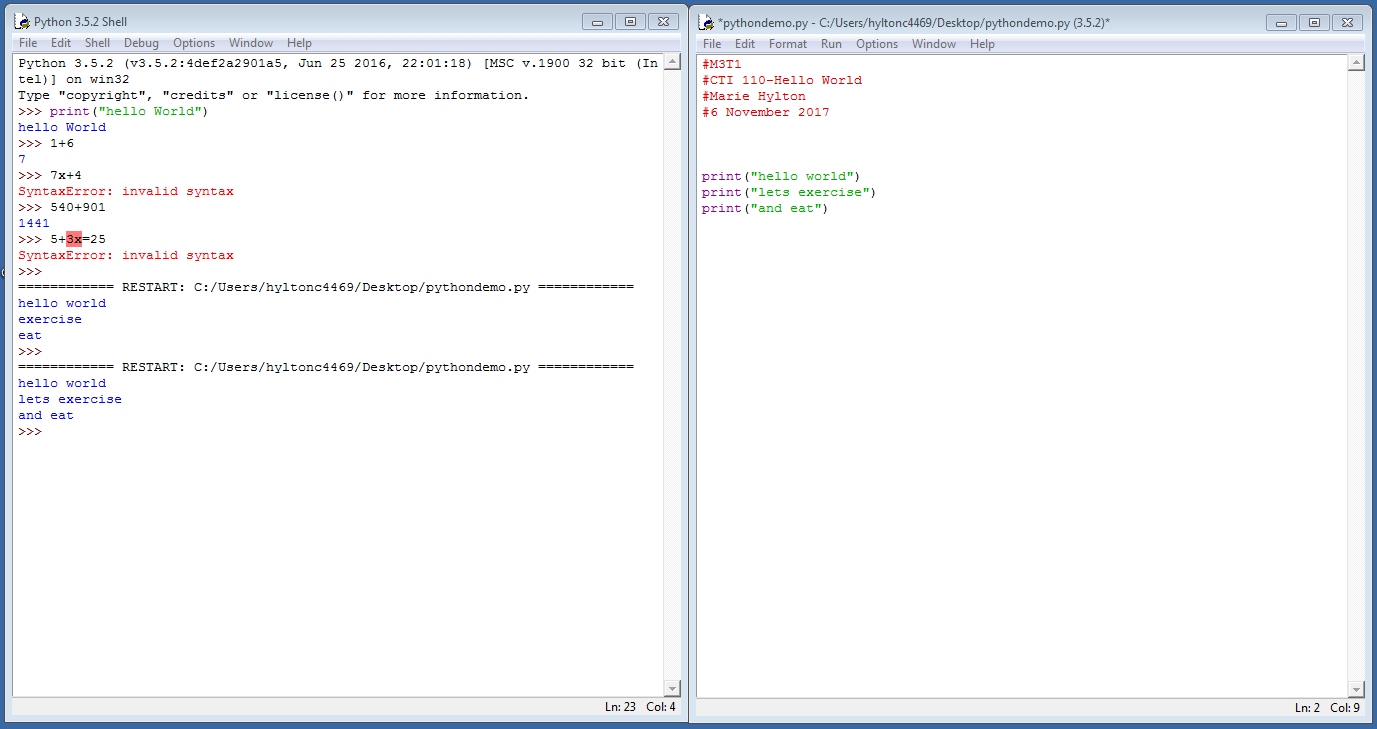 Python 3.5.2 Shell
File Edit Shell Debug Options Window Help
Python 3.5.2 (v3.5.2:4def2a2901a5, Jun 25 2016, 22:01:18) [MSC v.1900 32 bit (In
tel)] on win32
Type "copyright", "credits" or "license()" for more information.
>>> print("hello World")
hello World
>>> 1+6
7
>>> 7x+4
SyntaxError: invalid syntax
>>> 540+901
1441
>>> 5+3x=25
SyntaxError: invalid syntax
>>>
============ RESTART: C:/Users/hyltonc4469/Desktop/pythondemo.py ============
hello world
exercise
eat
>>>
============ RESTART: C:/Users/hyltonc4469/Desktop/pythondemo.py ============
hello world
lets exercise
and eat
>>>
Ln: 23 Col: 4
*pythondemo.py - C:/Users/hyltonc4469/Desktop/pythondemo.py (3.5.2)*
File Edit Format Run Options Window Help
#M3T1
#CTI 110-Hello World
#Marie Hylton
#6 November 2017
print("hello world")
print("lets exercise")
print("and eat")
Ln: 2 Col: 9